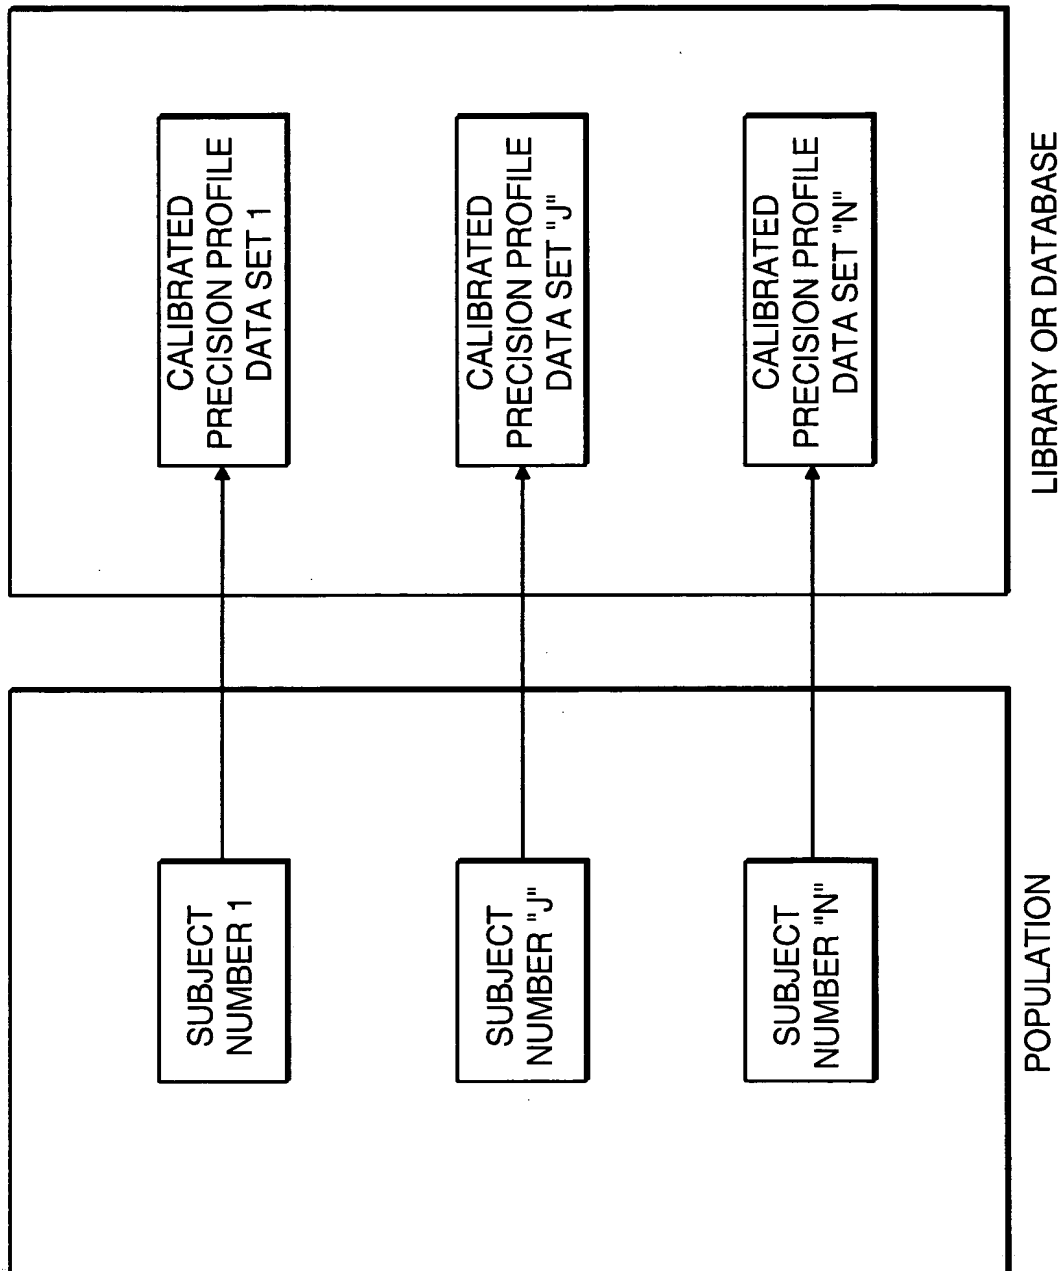 SUBJECT
NUMBER 1
SUBJECT
NUMBER "J"
SUBJECT
NUMBER "N"
POPULATION
CALIBRATED
PRECISION PROFILE
DATA SET 1
CALIBRATED
PRECISION PROFILE
DATA SET "J"
CALIBRATED
PRECISION PROFILE
DATA SET "N"
LIBRARY OR DATABASE